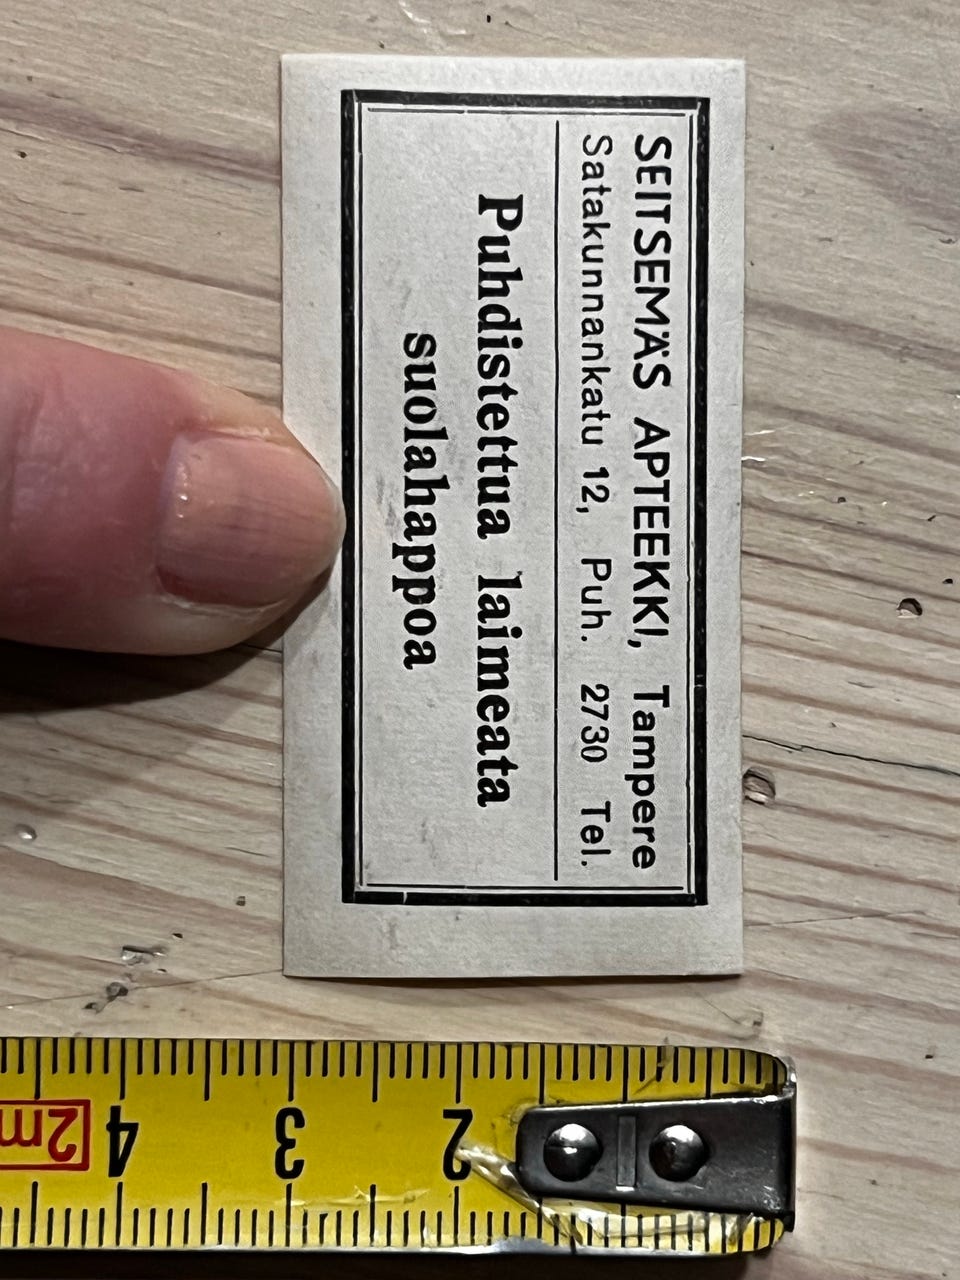 SEITSEMÄS APTEEKKI, Tampere
Satakunnankatu 12, Puh. 2730 Tel.
Puhdistettua laimeata
suolahappoa
2m 4 3 2